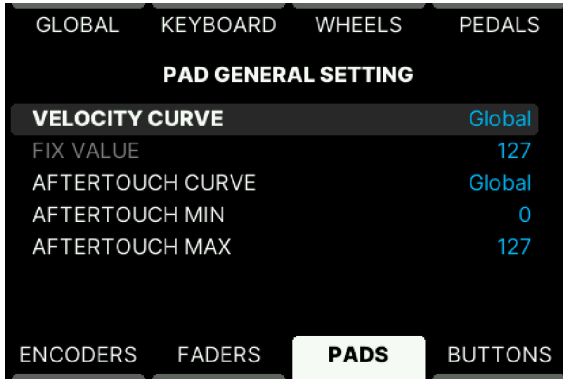 GLOBAL KEYBOARD WHEELS PEDALS
PAD GENERAL SETTING
VELOCITY CURVE Global
FIX VALUE 127
AFTERTOUCH CURVE Global
AFTERTOUCH MIN 0
AFTERTOUCH MAX 127
ENCODERS FADERS PADS BUTTONS